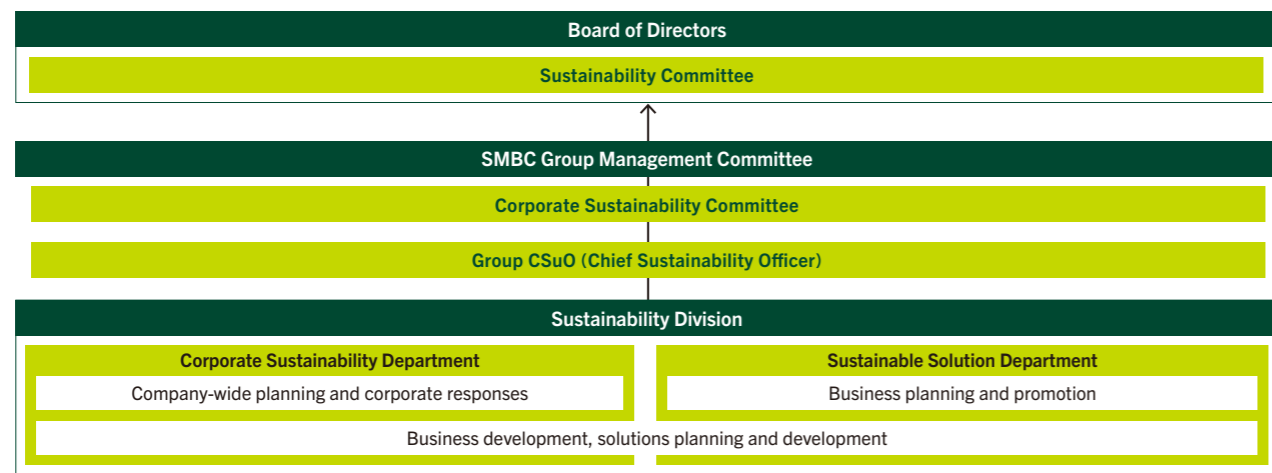 Board of Directors
Sustainability Committee
SMBC Group Management Committee
Corporate Sustainability Committee
Group CSuO (Chief Sustainability Officer)
Sustainability Division
Corporate Sustainability Department
Company-wide planning and corporate responses
Sustainable Solution Department
Business planning and promotion
Business development, solutions planning and development